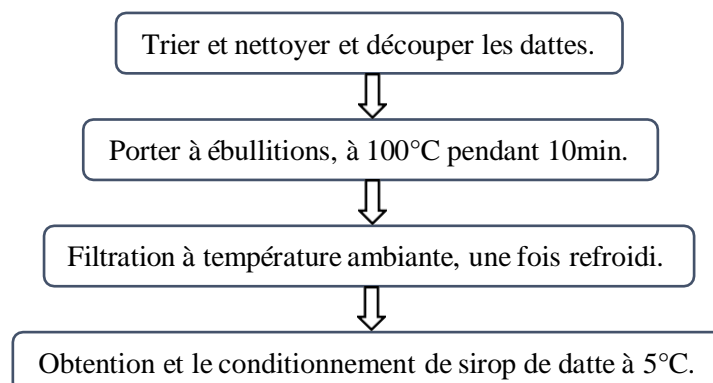 Trier et nettoyer et découper les dattes.
Porter à ébullitions, à 100°C pendant 10min.
Filtration à température ambiante, une fois refroidi.
Obtention et le conditionnement de sirop de datte à 5°C.